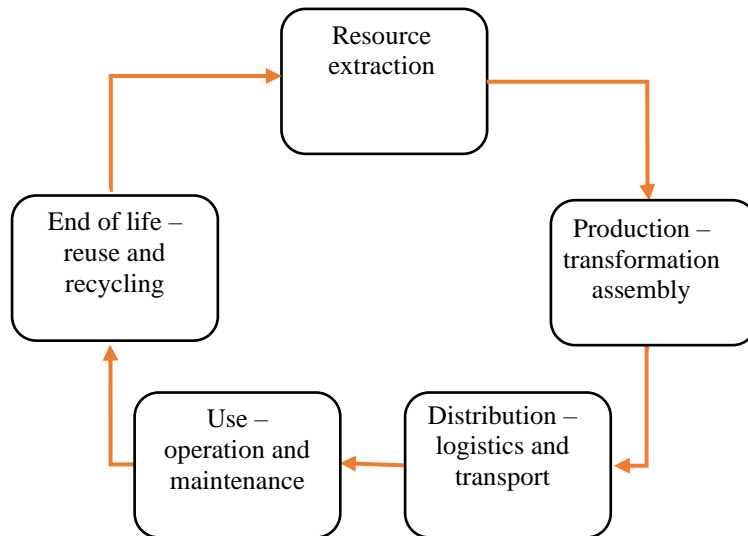 Resource
extraction
Production –
transformation
assembly
Distribution –
logistics and
transport
Use –
operation and
maintenance
End of life –
reuse and
recycling